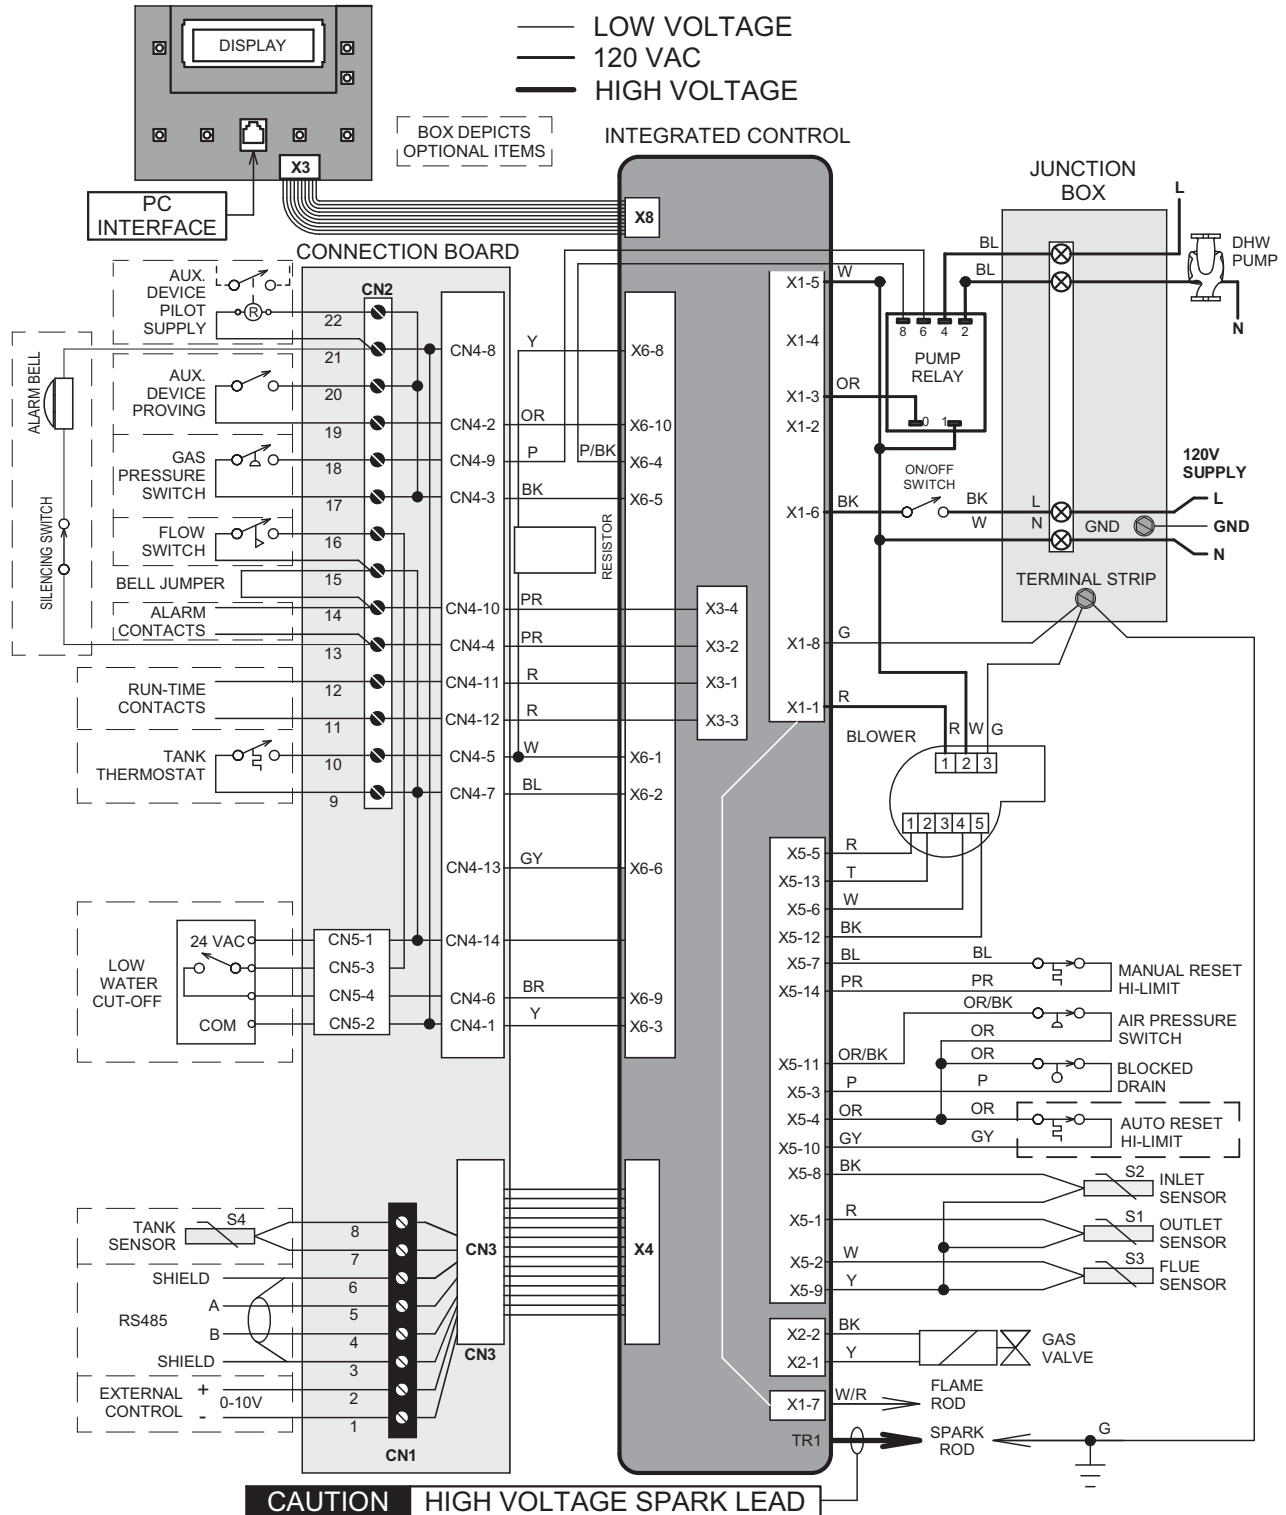 LOW VOLTAGE
120 VAC
HIGH VOLTAGE
DISPLAY
BOX DEPICTS
OPTIONAL ITEMS
X3
PC
INTERFACE
INTEGRATED CONTROL
X8
JUNCTION
BOX
L
DHW
PUMP
N
BL
BL
CONNECTION BOARD
CN2
AUX.
DEVICE
PILOT
SUPPLY
R
22
21
ALARM BELL
SILENCING SWITCH
AUX.
DEVICE
PROVING
20
19
GAS
PRESSURE
SWITCH
18
17
FLOW
SWITCH
16
15
BELL JUMPER
14
ALARM
CONTACTS
13
RUN-TIME
CONTACTS
12
11
TANK
THERMOSTAT
10
9
CN4-8
CN4-2
CN4-9
CN4-3
CN4-10
CN4-4
CN4-11
CN4-12
CN4-5
CN4-7
CN4-13
CN4-14
CN4-6
CN4-1
Y
OR
P
P/BK
BK
RESISTOR
PR
PR
R
R
W
BL
GY
BR
Y
X6-8
X6-10
X6-4
X6-5
X3-4
X3-2
X3-1
X3-3
X6-1
X6-2
X6-6
X6-9
X6-3
LOW
WATER
CUT-OFF
24 VAC
COM
CN5-1
CN5-3
CN5-4
CN5-2
X1-5
W
X1-4
X1-3
OR
X1-2
8
6
4
2
PUMP
RELAY
0
1
X1-6
BK
ON/OFF
SWITCH
BK
W
L
N
GND
120V
SUPPLY
L
GND
N
TERMINAL STRIP
X1-8
G
X1-1
R
BLOWER
R
W
G
1
2
3
1
2
3
4
5
X5-5
R
X5-13
T
X5-6
W
X5-12
BK
X5-7
BL
BL
X5-14
PR
PR
MANUAL RESET
HI-LIMIT
OR/BK
OR
AIR PRESSURE
SWITCH
X5-11
OR/BK
OR
X5-3
P
P
BLOCKED
DRAIN
X5-4
OR
OR
X5-10
GY
GY
AUTO RESET
HI-LIMIT
X5-8
BK
S2
INLET
SENSOR
X5-1
R
S1
OUTLET
SENSOR
X5-2
W
X5-9
Y
S3
FLUE
SENSOR
X2-2
BK
X2-1
Y
GAS
VALVE
X1-7
W/R
FLAME
ROD
TR1
SPARK
ROD
G
TANK
SENSOR
S4
8
7
SHIELD
6
RS485
A
5
B
4
SHIELD
3
EXTERNAL
CONTROL
+
0-10V
-
2
1
CN1
CN3
CN3
X4
CAUTION HIGH VOLTAGE SPARK LEAD